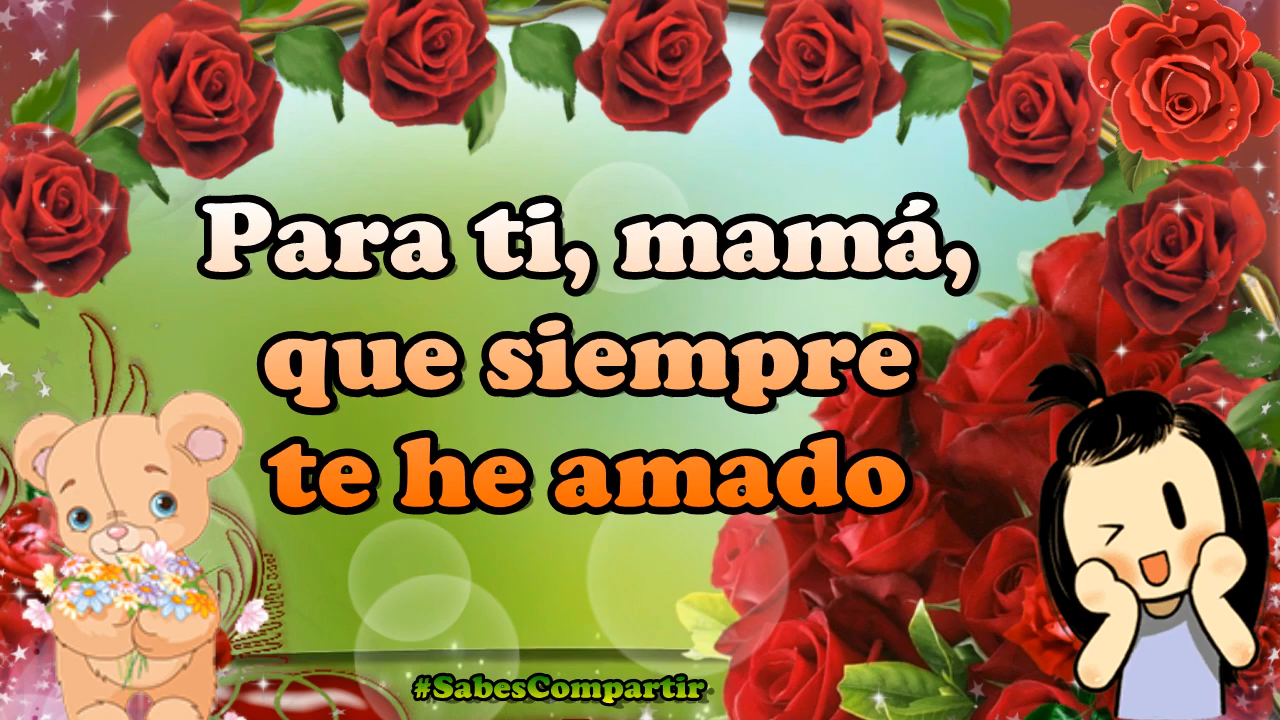 Para ti, mamá,
que siempre
te he amado
#SabesCompartir